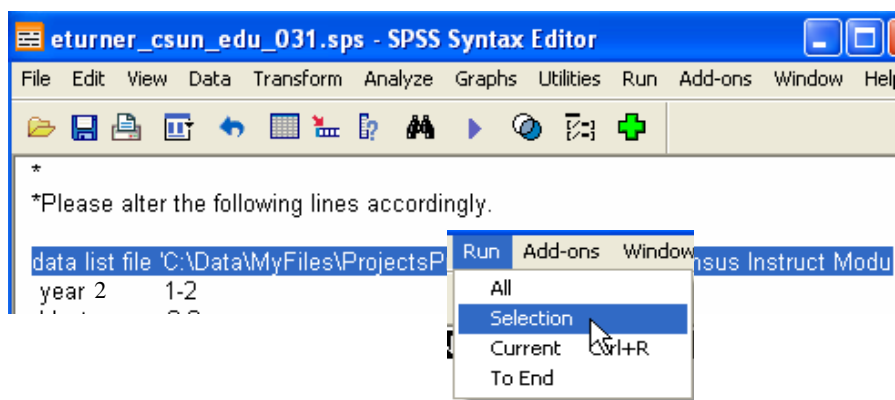 eturner_csun_edu_031.sps - SPSS Syntax Editor
File Edit View Data Transform Analyze Graphs Utilities Run Add-ons Window Help
*
*Please alter the following lines accordingly.
data list file 'C:\Data\MyFiles\ProjectsP nsus Instruct Modu
year 2 1-2
Run Add-ons Window
All
Selection
Current Ctrl+R
To End